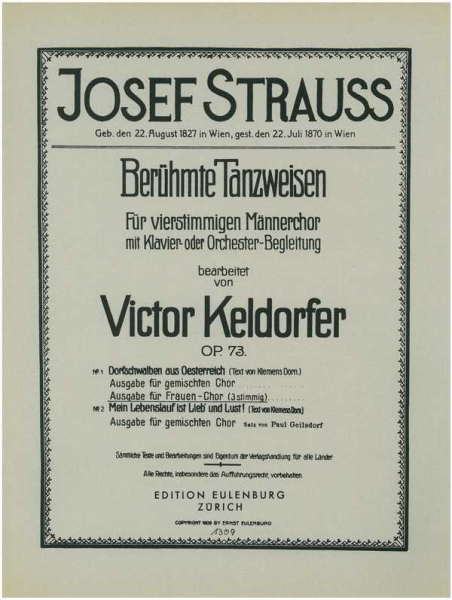 JOSEF STRAUSS
Geb. den 22. August 1827 in Wien, gest. den 22. Juli 1870 in Wien
Berühmte Tanzweisen
Für vierstimmigen Männerchor
mit Klavier- oder Orchester-Begleitung
bearbeitet
von
Victor Keldorfer
OP. 73.
No 1 Dorfschwalben aus Oesterreich (Text von Klemens Dorn.)
Ausgabe für gemischten Chor
Ausgabe für Frauen-Chor (3stimmig)
No 2 Mein Lebenslauf ist Lieb' und Lust! (Text von Klemens Dorn.)
Ausgabe für gemischten Chor Satz von Paul Geilsdorf
Sämtliche Texte und Bearbeitungen sind Eigentum der Verlagshandlung für alle Länder
Alle Rechte, insbesondere das Aufführungsrecht, vorbehalten.
EDITION EULENBURG
ZÜRICH
COPYRIGHT BY ERNST EULENBURG
1309